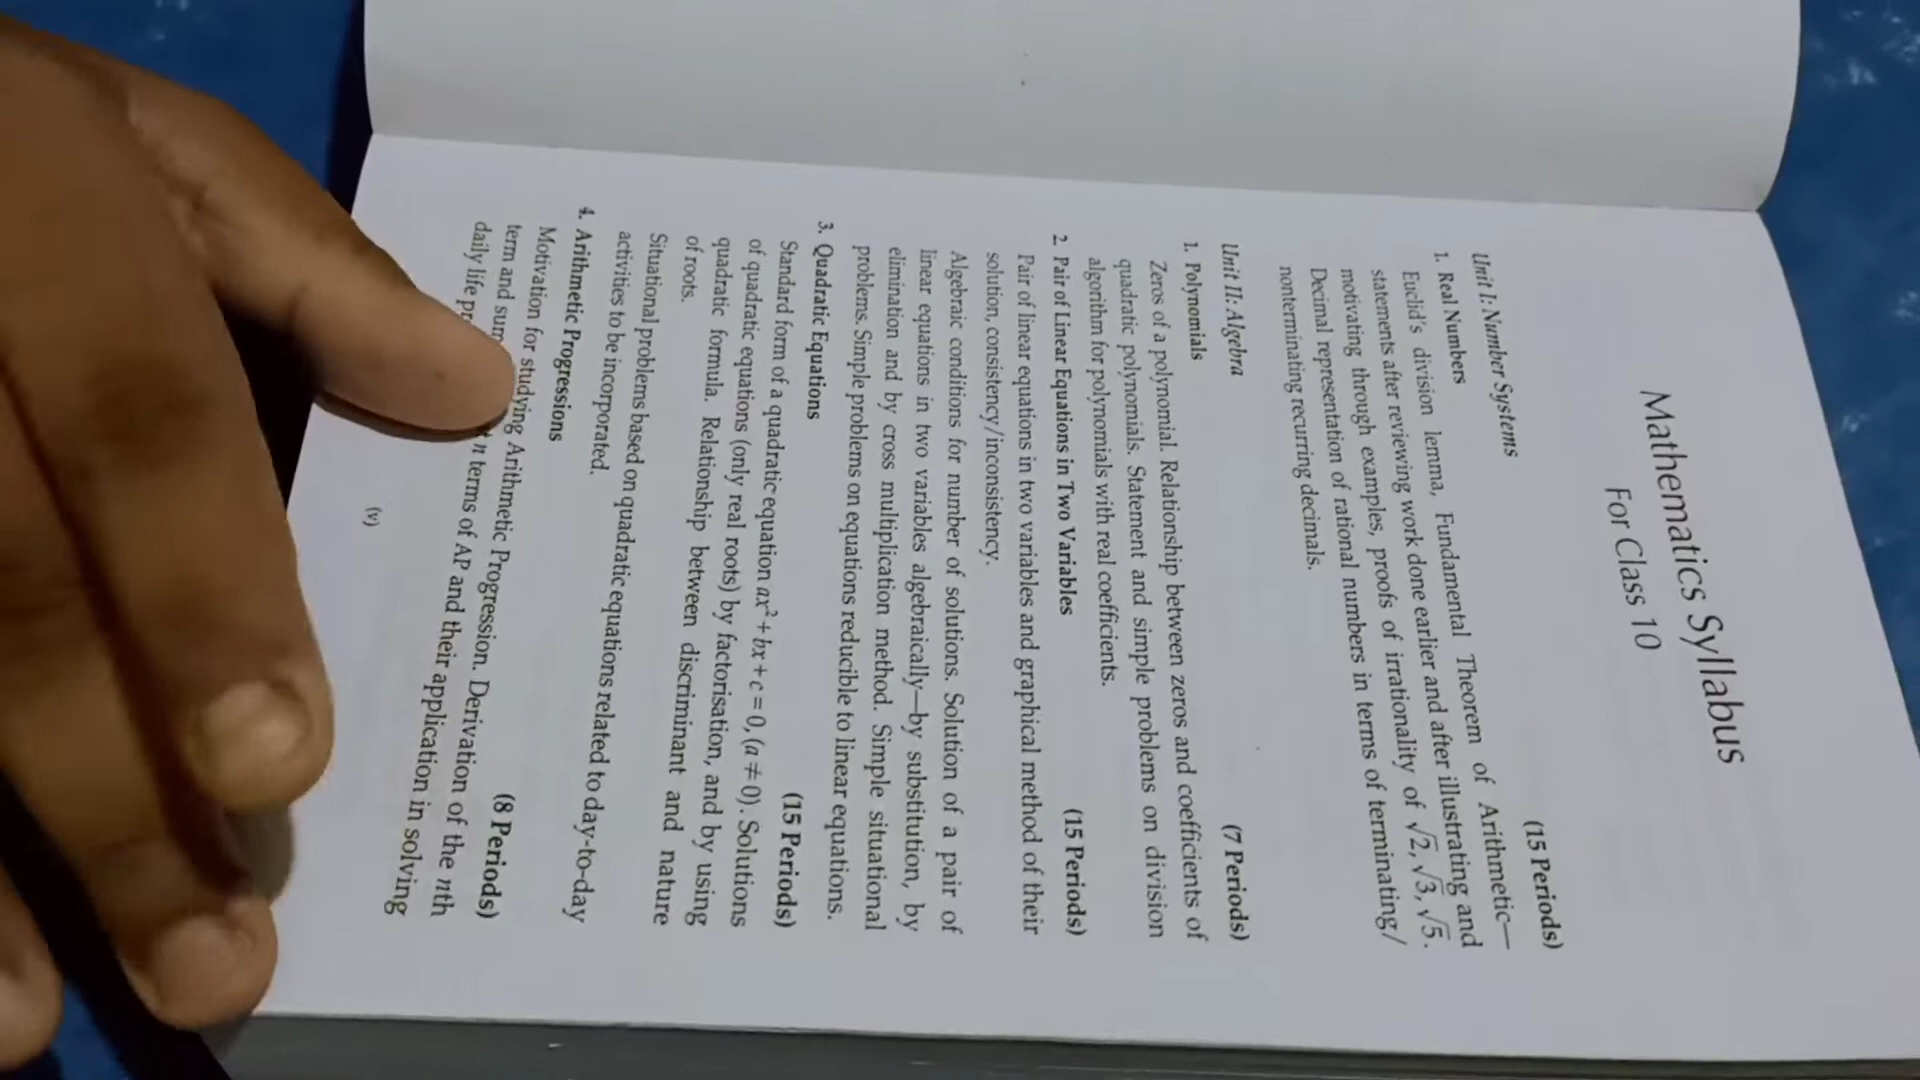 Mathematics Syllabus
For Class 10
Unit I: Number Systems
1. Real Numbers (15 Periods)
Euclid's division lemma, Fundamental Theorem of Arithmetic—
statements after reviewing work done earlier and after illustrating and
motivating through examples, proofs of irrationality of √2, √3, √5.
Decimal representation of rational numbers in terms of terminating/
nonterminating recurring decimals.
Unit II: Algebra
1. Polynomials (7 Periods)
Zeros of a polynomial. Relationship between zeros and coefficients of
quadratic polynomials. Statement and simple problems on division
algorithm for polynomials with real coefficients.
2. Pair of Linear Equations in Two Variables (15 Periods)
Pair of linear equations in two variables and graphical method of their
solution, consistency/inconsistency.
Algebraic conditions for number of solutions. Solution of a pair of
linear equations in two variables algebraically—by substitution, by
elimination and by cross multiplication method. Simple situational
problems. Simple problems on equations reducible to linear equations.
3. Quadratic Equations (15 Periods)
Standard form of a quadratic equation ax² + bx + c = 0, (a ≠ 0). Solutions
of quadratic equations (only real roots) by factorisation, and by using
quadratic formula. Relationship between discriminant and nature
of roots.
Situational problems based on quadratic equations related to day-to-day
activities to be incorporated.
4. Arithmetic Progressions (8 Periods)
Motivation for studying Arithmetic Progression. Derivation of the nth
term and n terms of AP and their application in solving
daily life
(v)